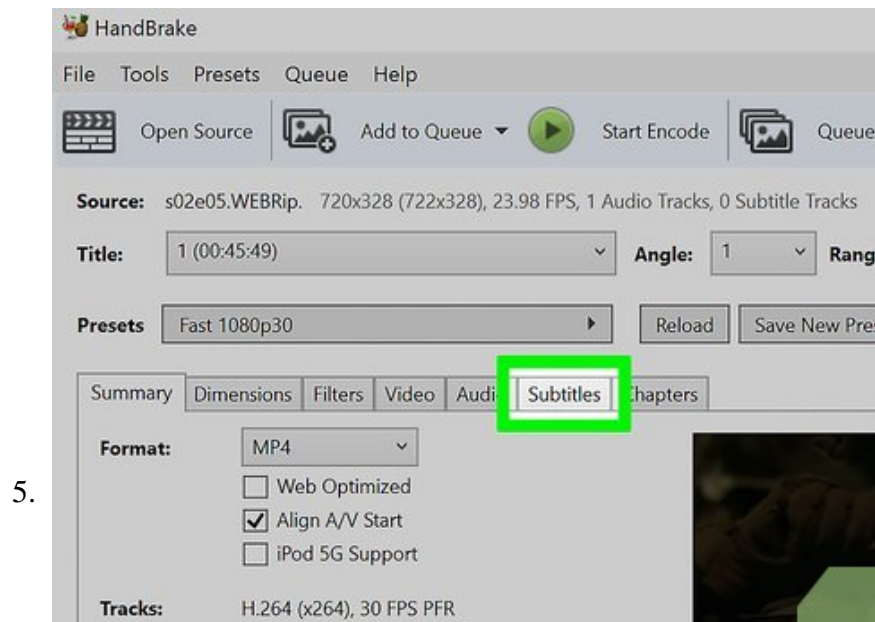 HandBrake
File Tools Presets Queue Help
Open Source Add to Queue Start Encode Queue
Source: s02e05.WEBRip. 720x328 (722x328), 23.98 FPS, 1 Audio Tracks, 0 Subtitle Tracks
Title: 1 (00:45:49) Angle: 1 Rang
Presets Fast 1080p30 Reload Save New Pre
Summary Dimensions Filters Video Audi Subtitles hapters
Format: MP4
Web Optimized
5.
Align A/V Start
iPod 5G Support
Tracks: H.264 (x264), 30 FPS PFR